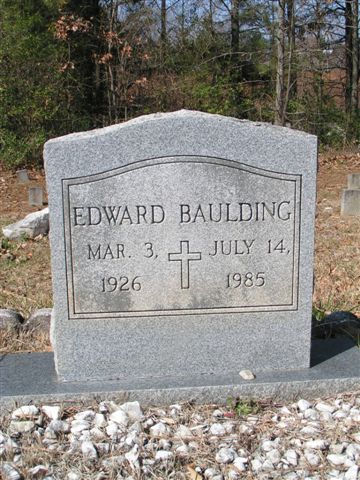 EDWARD BAULDING
MAR. 3, JULY 14,
1926 1985